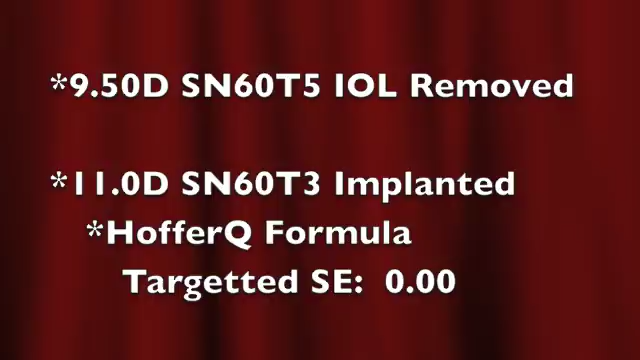 *9.50D SN60T5 IOL Removed
*11.0D SN60T3 Implanted
*HofferQ Formula
Targetted SE: 0.00